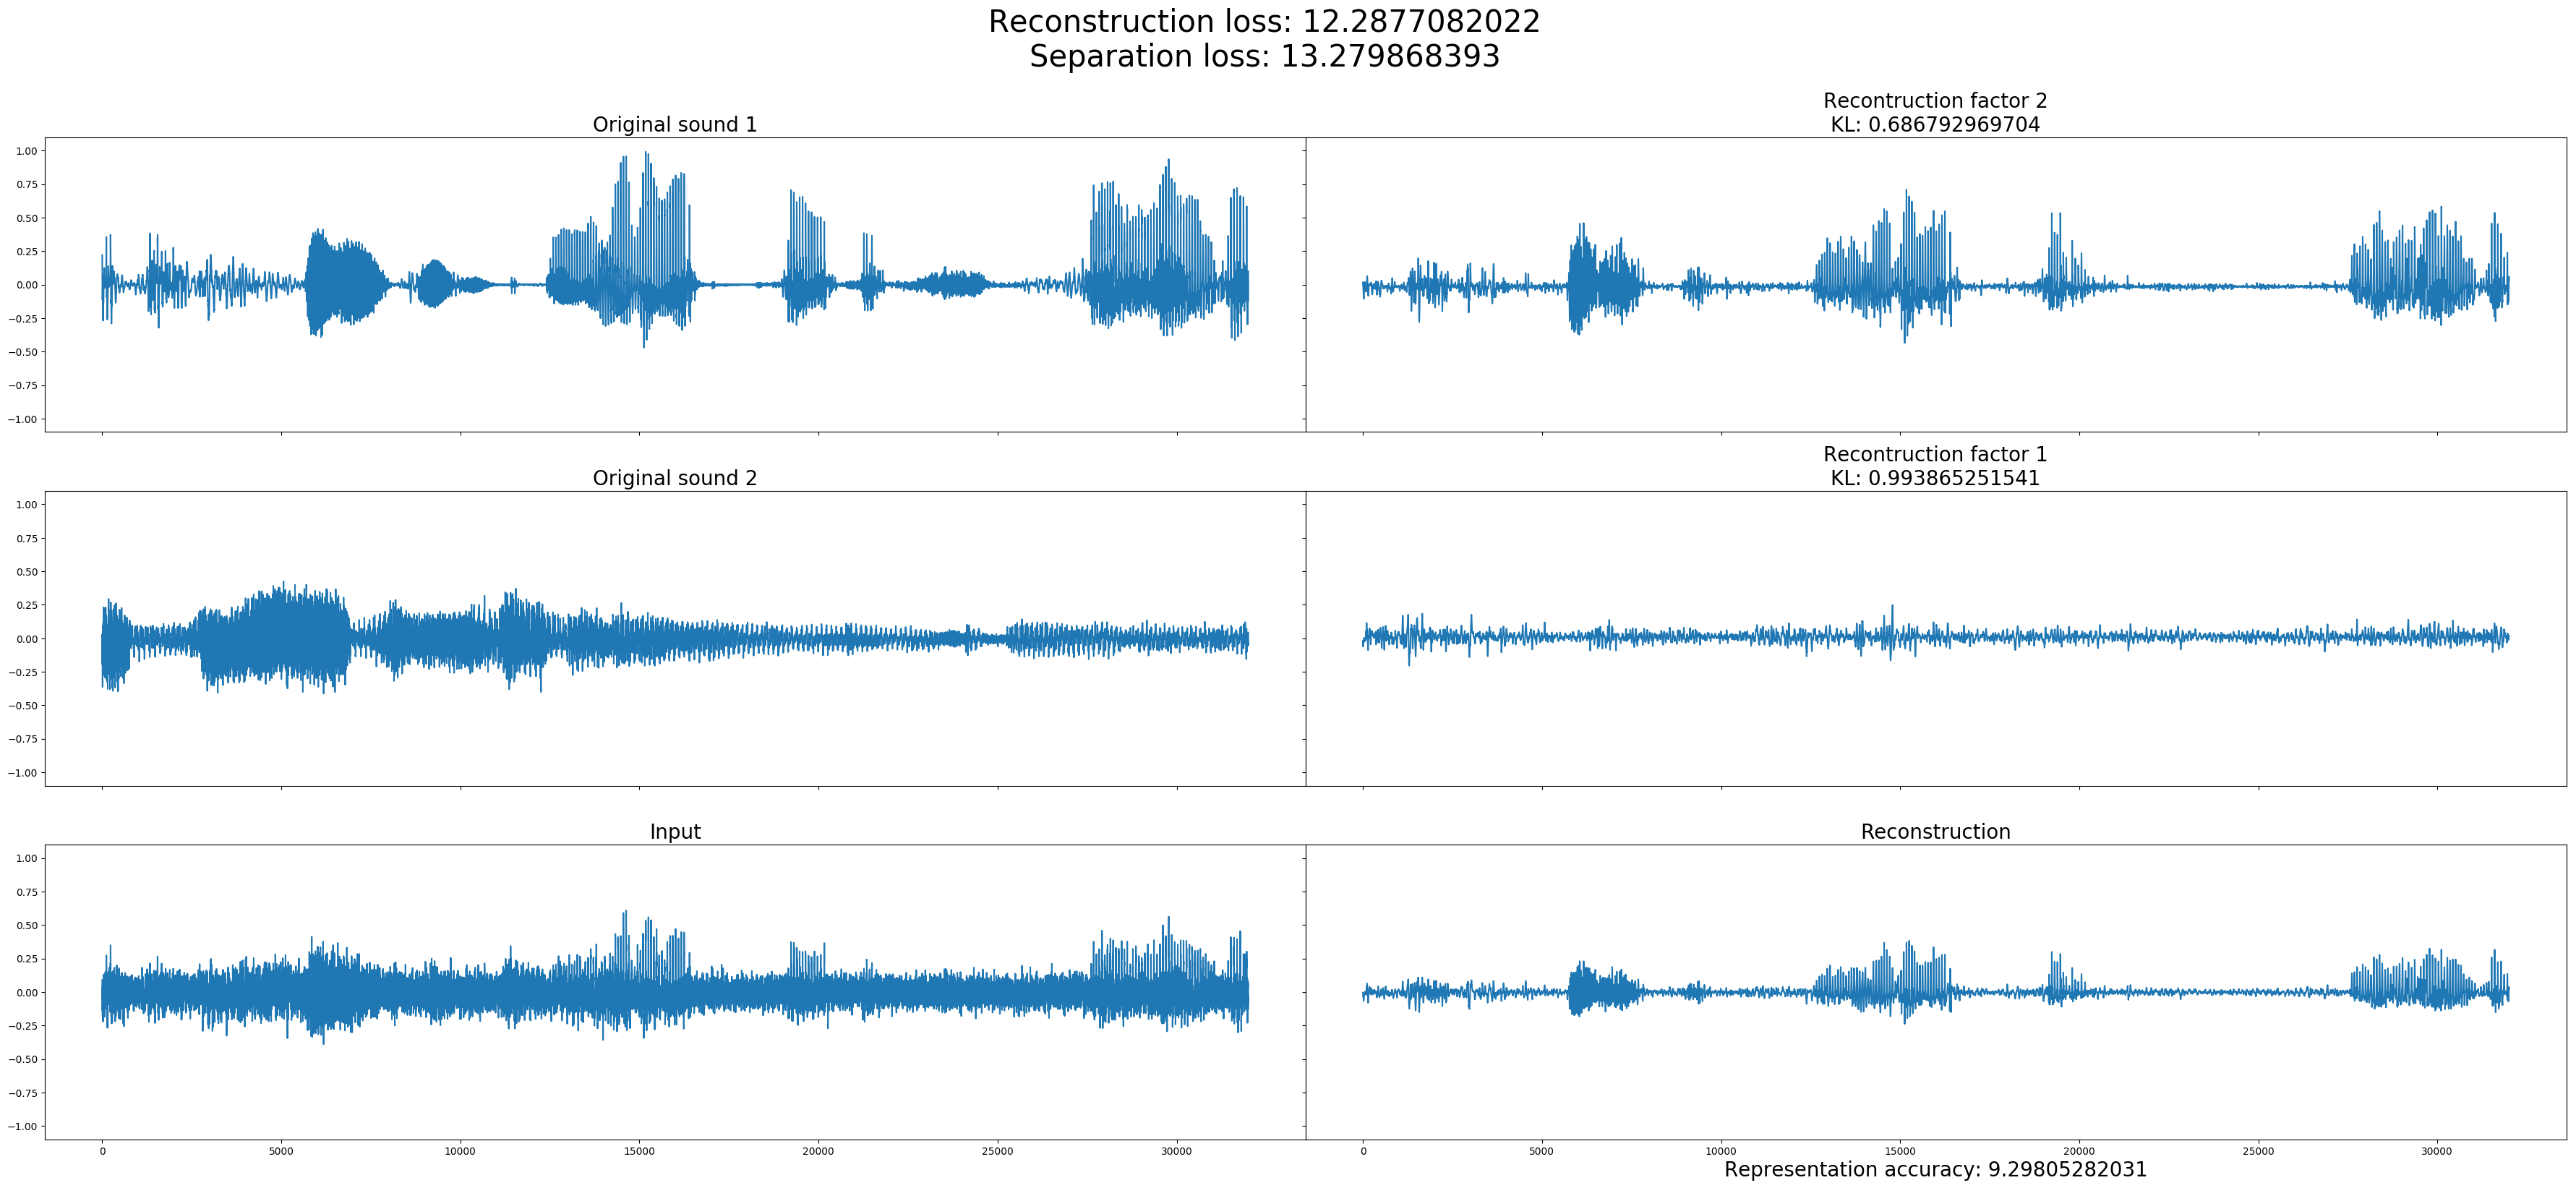 Reconstruction loss: 12.2877082022
Separation loss: 13.279868393
Original sound 1
1.00
0.75
0.50
0.25
0.00
−0.25
−0.50
−0.75
−1.00
Recontruction factor 2
KL: 0.686792969704
Original sound 2
1.00
0.75
0.50
0.25
0.00
−0.25
−0.50
−0.75
−1.00
Recontruction factor 1
KL: 0.993865251541
Input
1.00
0.75
0.50
0.25
0.00
−0.25
−0.50
−0.75
−1.00
0 5000 10000 15000 20000 25000 30000
Reconstruction
0 5000 10000 15000 20000 25000 30000
Representation accuracy: 9.29805282031